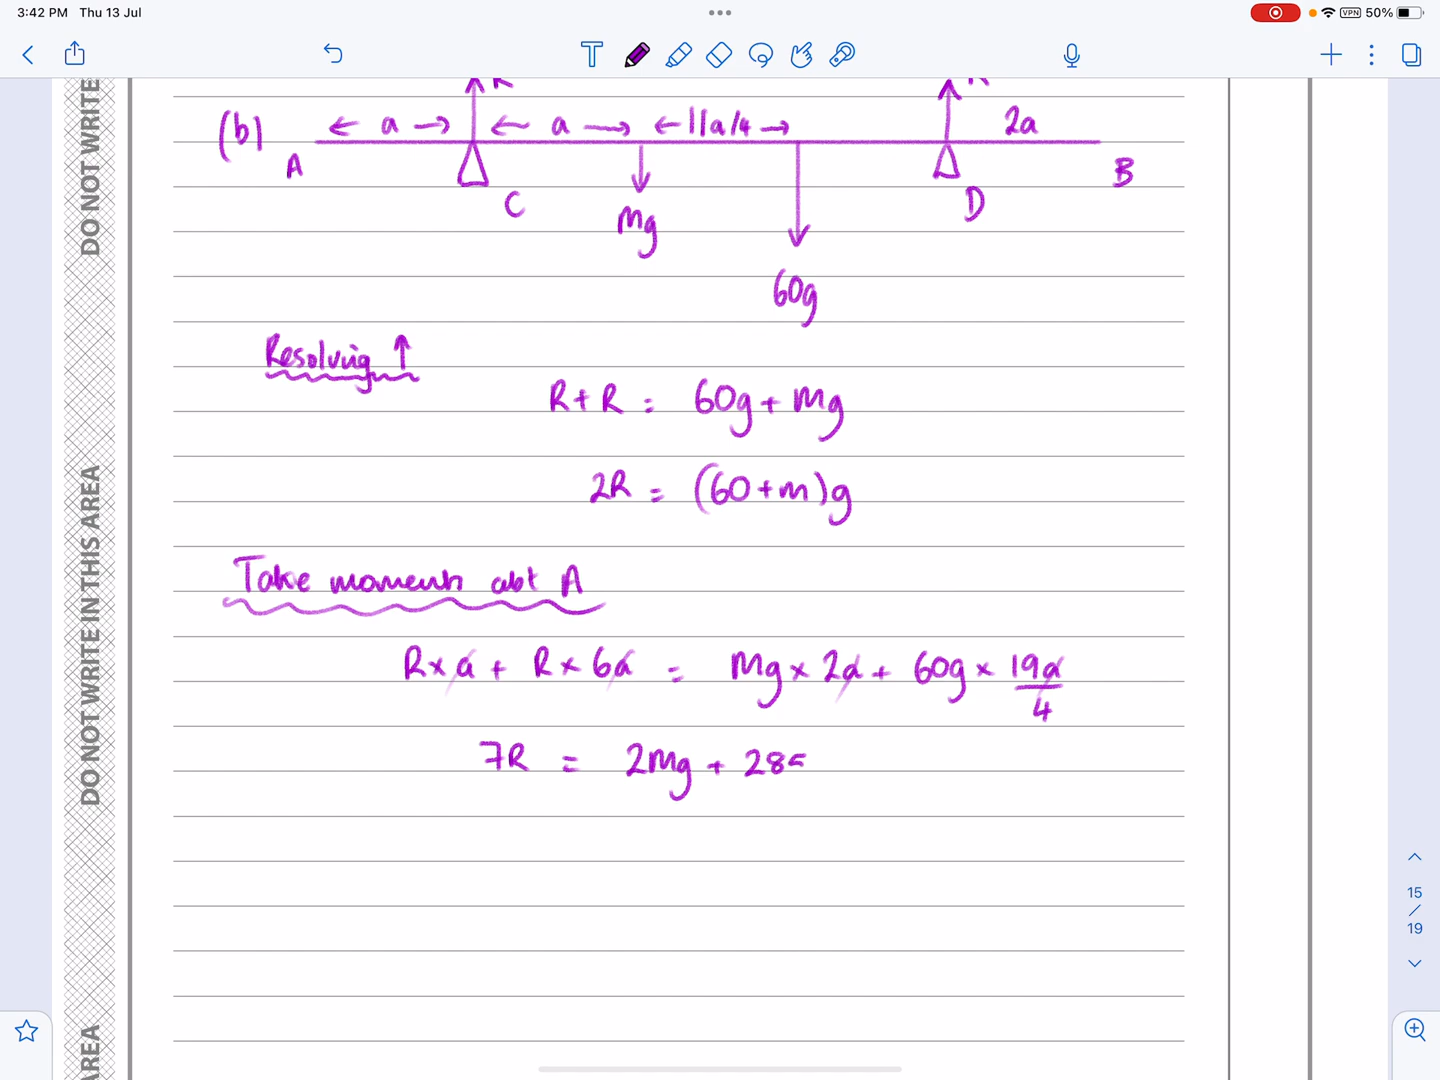 3:42 PM Thu 13 Jul
VPN 50%
T
DO NOT WRITE
DO NOT WRITE IN THIS AREA
AREA
R R
(b) ← a → ← a → ← 11a/4 → 2a
A B
C D
Mg
60g
Resolving ↑
R + R = 60g + Mg
2R = (60 + m)g
Take moments abt A
R × a + R × 6a = Mg × 2a + 60g × 19a/4
7R = 2Mg + 285
15
/
19